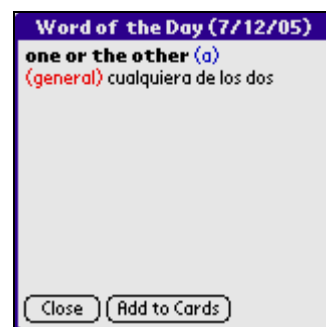 Word of the Day (7/12/05)
one or the other (a)
(general) cualquiera de los dos
Close Add to Cards